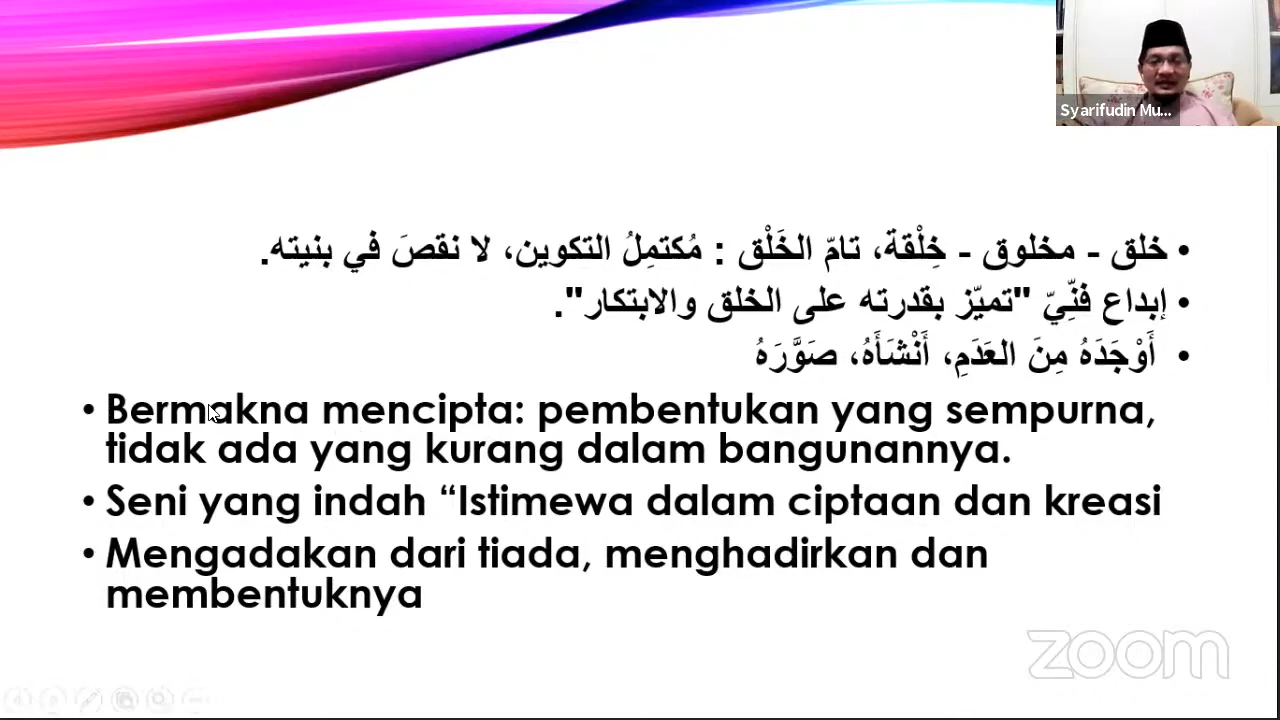 Syarifudin Mu...
• خلق - مخلوق - خِلْقة، تامّ الخَلْق : مُكتمِلُ التكوين، لا نقصَ في بنيته.
• إبداع فنِّيّ "تميّز بقدرته على الخلق والابتكار".
• أَوْجَدَهُ مِنَ العَدَمِ، أَنْشَأَهُ، صَوَّرَهُ
• Bermakna mencipta: pembentukan yang sempurna,
tidak ada yang kurang dalam bangunannya.
• Seni yang indah “Istimewa dalam ciptaan dan kreasi
• Mengadakan dari tiada, menghadirkan dan
membentuknya
zoom